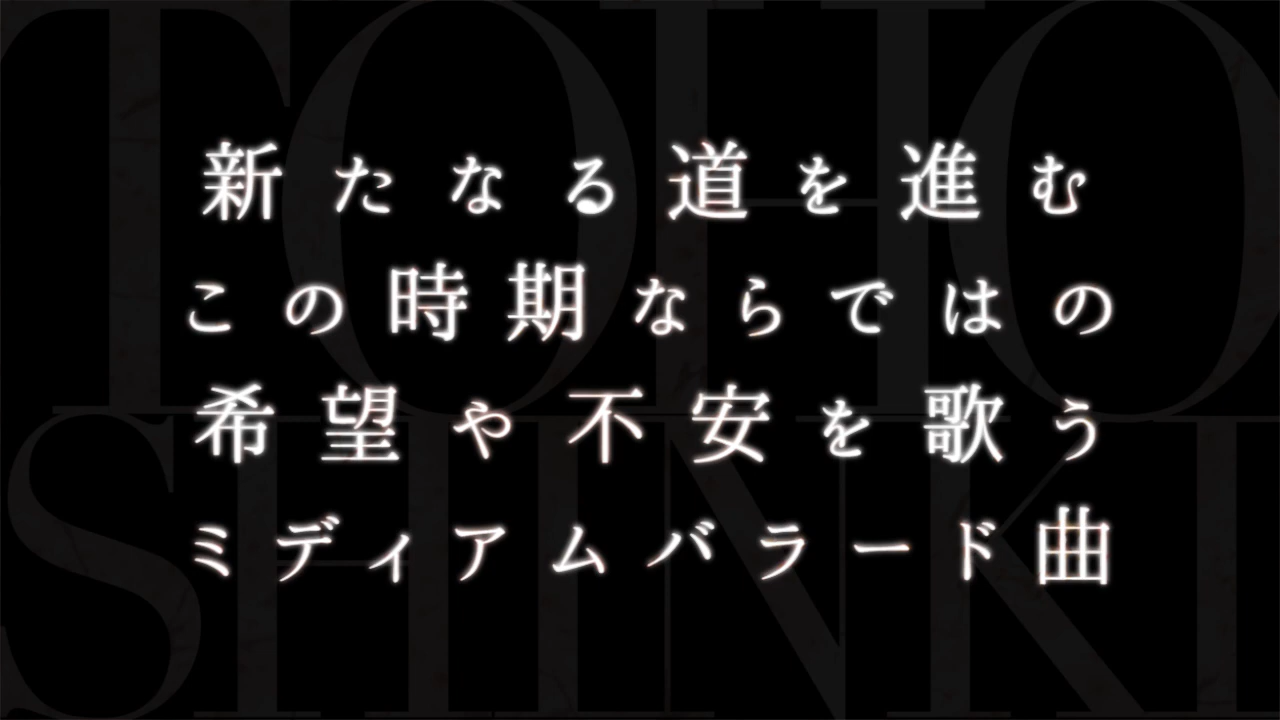 TOHO
SHINKI
新たなる道を進む
この時期ならではの
希望や不安を歌う
ミディアムバラード曲